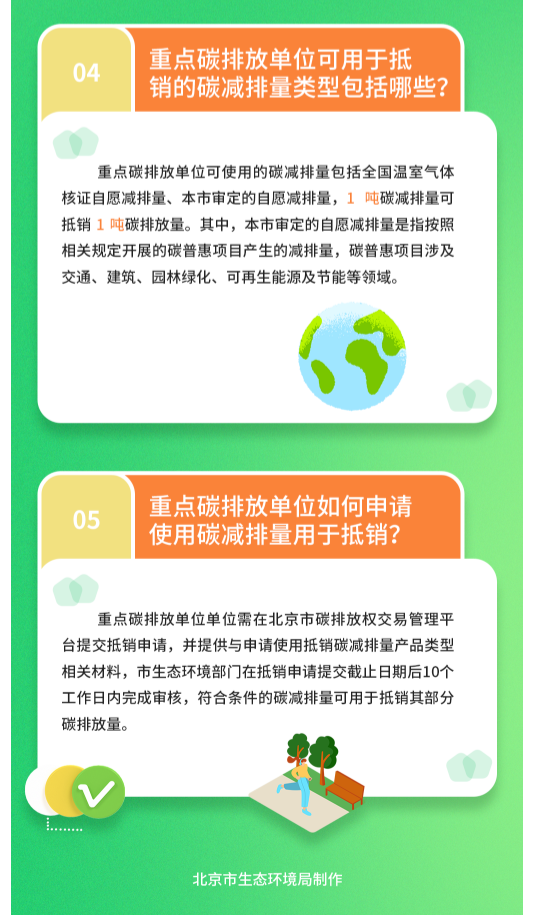 04
重点碳排放单位可用于抵
销的碳减排量类型包括哪些？
重点碳排放单位可使用的碳减排量包括全国温室气体
核证自愿减排量、本市审定的自愿减排量，1 吨碳减排量可
抵销 1 吨碳排放量。其中，本市审定的自愿减排量是指按照
相关规定开展的碳普惠项目产生的减排量，碳普惠项目涉及
交通、建筑、园林绿化、可再生能源及节能等领域。
05
重点碳排放单位如何申请
使用碳减排量用于抵销？
重点碳排放单位单位需在北京市碳排放权交易管理平
台提交抵销申请，并提供与申请使用抵销碳减排量产品类型
相关材料，市生态环境部门在抵销申请提交截止日期后10个
工作日内完成审核，符合条件的碳减排量可用于抵销其部分
碳排放量。
北京市生态环境局制作